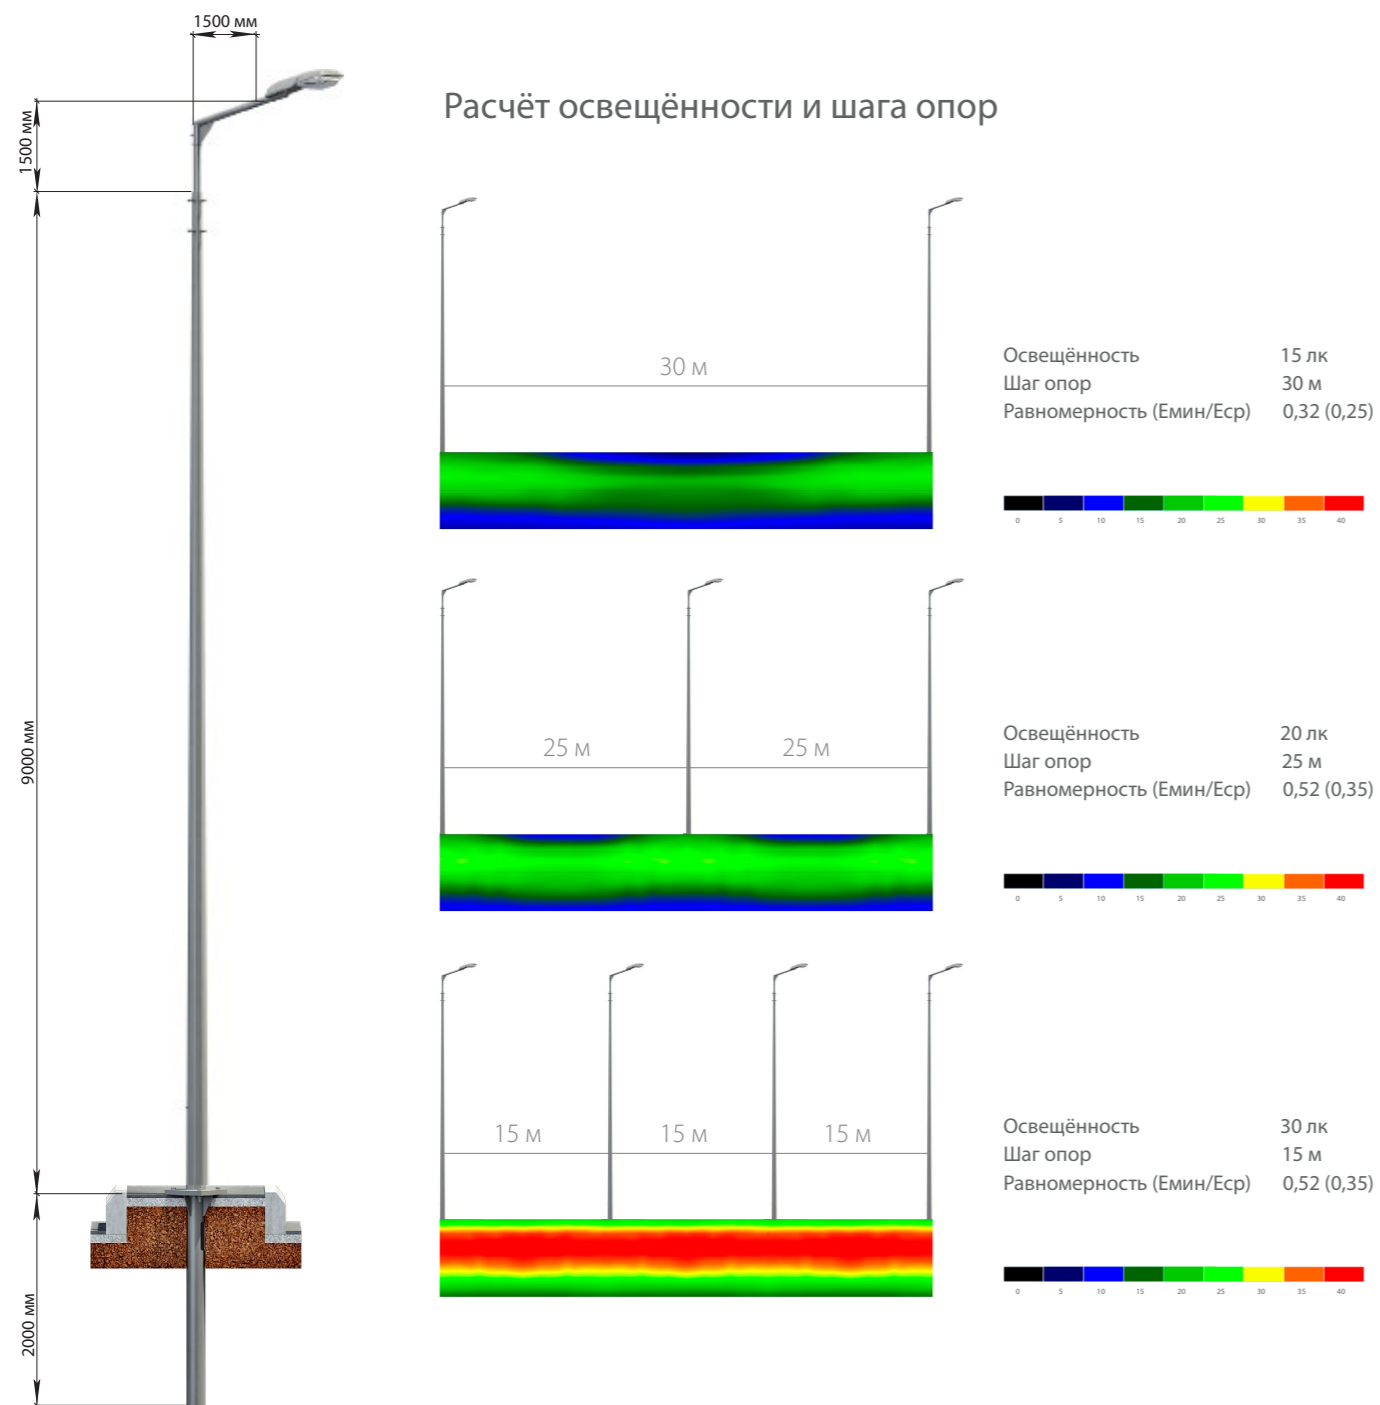 1500 мм
1500 мм
9000 мм
2000 мм
Расчёт освещённости и шага опор
30 м
Освещённость 15 лк
Шаг опор 30 м
Равномерность (Емин/Еср) 0,32 (0,25)
0 5 10 15 20 25 30 35 40
25 м 25 м
Освещённость 20 лк
Шаг опор 25 м
Равномерность (Емин/Еср) 0,52 (0,35)
0 5 10 15 20 25 30 35 40
15 м 15 м 15 м
Освещённость 30 лк
Шаг опор 15 м
Равномерность (Емин/Еср) 0,52 (0,35)
0 5 10 15 20 25 30 35 40